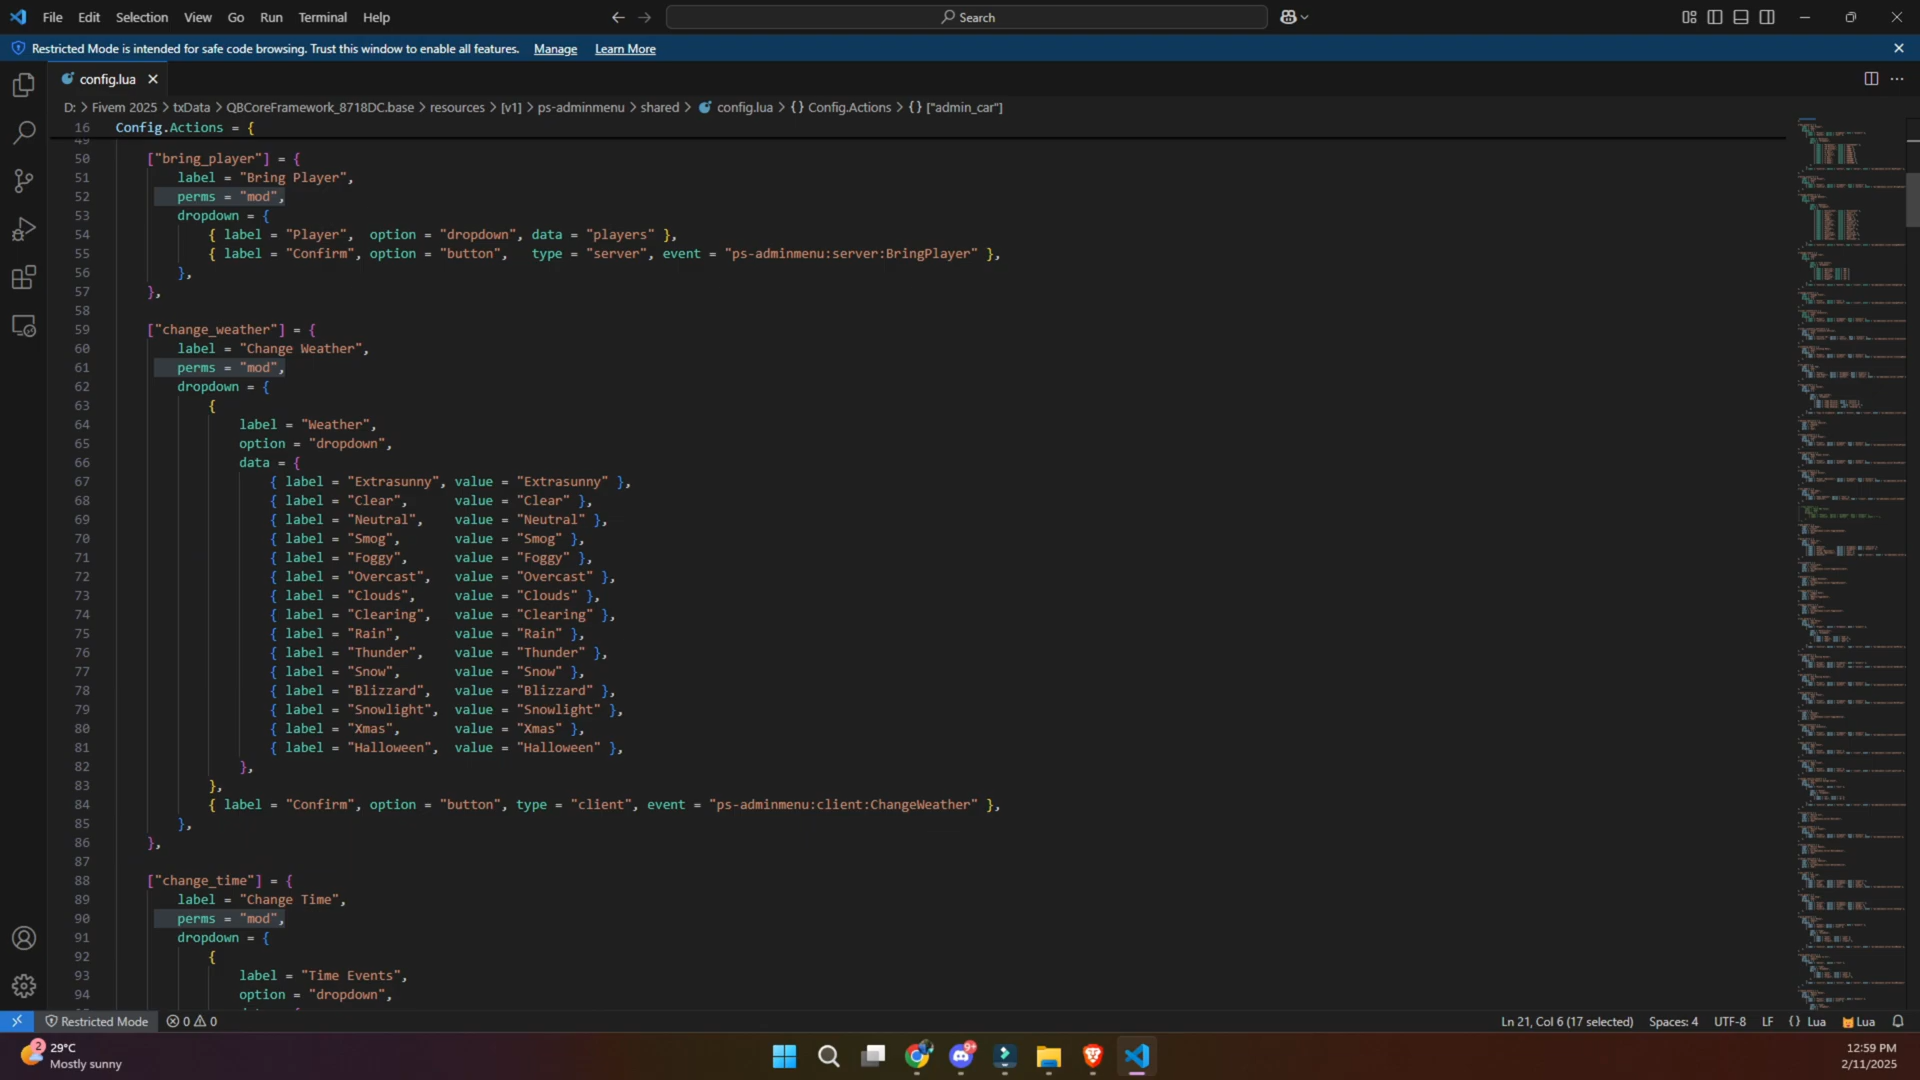 File Edit Selection View Go Run Terminal Help
Search
Restricted Mode is intended for safe code browsing. Trust this window to enable all features. Manage Learn More
config.lua
D: > Fivem 2025 > txData > QBCoreFramework_8718DC.base > resources > [v1] > ps-adminmenu > shared > config.lua > {} Config.Actions > {} ["admin_car"]
16 Config.Actions = {
49
50 ["bring_player"] = {
51 label = "Bring Player",
52 perms = "mod",
53 dropdown = {
54 { label = "Player", option = "dropdown", data = "players" },
55 { label = "Confirm", option = "button", type = "server", event = "ps-adminmenu:server:BringPlayer" },
56 },
57 },
58
59 ["change_weather"] = {
60 label = "Change Weather",
61 perms = "mod",
62 dropdown = {
63 {
64 label = "Weather",
65 option = "dropdown",
66 data = {
67 { label = "Extrasunny", value = "Extrasunny" },
68 { label = "Clear", value = "Clear" },
69 { label = "Neutral", value = "Neutral" },
70 { label = "Smog", value = "Smog" },
71 { label = "Foggy", value = "Foggy" },
72 { label = "Overcast", value = "Overcast" },
73 { label = "Clouds", value = "Clouds" },
74 { label = "Clearing", value = "Clearing" },
75 { label = "Rain", value = "Rain" },
76 { label = "Thunder", value = "Thunder" },
77 { label = "Snow", value = "Snow" },
78 { label = "Blizzard", value = "Blizzard" },
79 { label = "Snowlight", value = "Snowlight" },
80 { label = "Xmas", value = "Xmas" },
81 { label = "Halloween", value = "Halloween" },
82 },
83 },
84 { label = "Confirm", option = "button", type = "client", event = "ps-adminmenu:client:ChangeWeather" },
85 },
86 },
87
88 ["change_time"] = {
89 label = "Change Time",
90 perms = "mod",
91 dropdown = {
92 {
93 label = "Time Events",
94 option = "dropdown",
Restricted Mode 0 0 Ln 21, Col 6 (17 selected) Spaces: 4 UTF-8 LF {} Lua Lua
2 29°C
Mostly sunny
9+
12:59 PM
2/11/2025